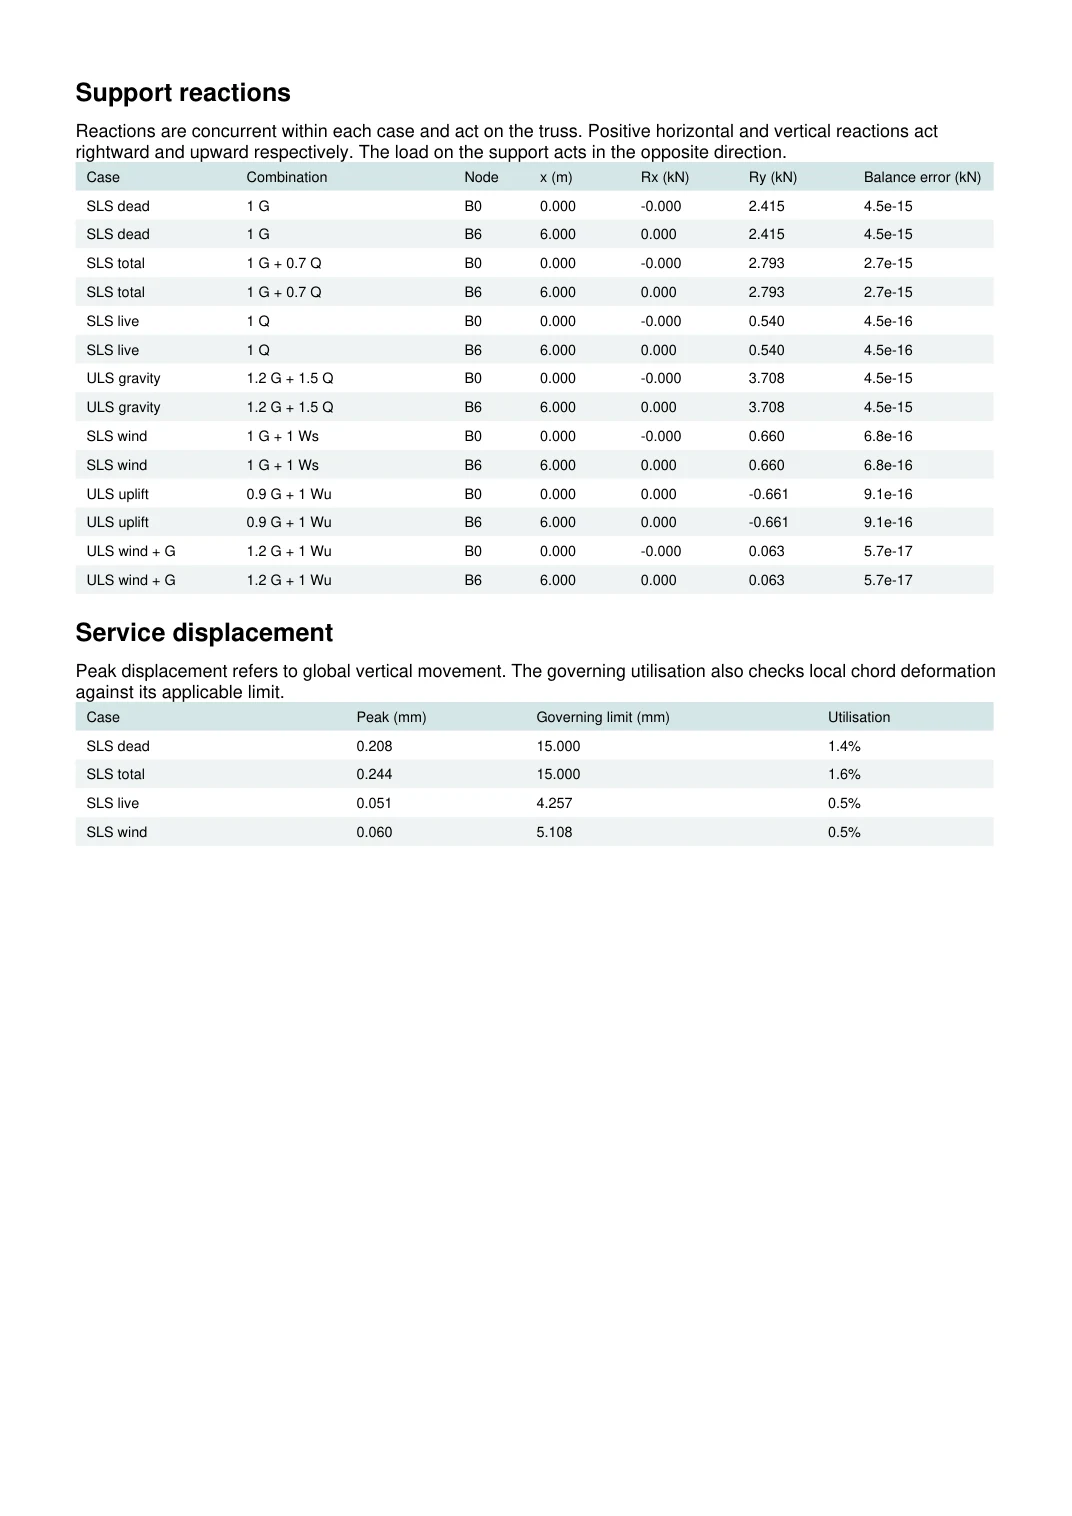 Support reactions
Reactions are concurrent within each case and act on the truss. Positive horizontal and vertical reactions act
rightward and upward respectively. The load on the support acts in the opposite direction.
Case Combination Node x (m) Rx (kN) Ry (kN) Balance error (kN)
SLS dead 1 G B0 0.000 -0.000 2.415 4.5e-15
SLS dead 1 G B6 6.000 0.000 2.415 4.5e-15
SLS total 1 G + 0.7 Q B0 0.000 -0.000 2.793 2.7e-15
SLS total 1 G + 0.7 Q B6 6.000 0.000 2.793 2.7e-15
SLS live 1 Q B0 0.000 -0.000 0.540 4.5e-16
SLS live 1 Q B6 6.000 0.000 0.540 4.5e-16
ULS gravity 1.2 G + 1.5 Q B0 0.000 -0.000 3.708 4.5e-15
ULS gravity 1.2 G + 1.5 Q B6 6.000 0.000 3.708 4.5e-15
SLS wind 1 G + 1 Ws B0 0.000 -0.000 0.660 6.8e-16
SLS wind 1 G + 1 Ws B6 6.000 0.000 0.660 6.8e-16
ULS uplift 0.9 G + 1 Wu B0 0.000 0.000 -0.661 9.1e-16
ULS uplift 0.9 G + 1 Wu B6 6.000 0.000 -0.661 9.1e-16
ULS wind + G 1.2 G + 1 Wu B0 0.000 -0.000 0.063 5.7e-17
ULS wind + G 1.2 G + 1 Wu B6 6.000 0.000 0.063 5.7e-17
Service displacement
Peak displacement refers to global vertical movement. The governing utilisation also checks local chord deformation
against its applicable limit.
Case Peak (mm) Governing limit (mm) Utilisation
SLS dead 0.208 15.000 1.4%
SLS total 0.244 15.000 1.6%
SLS live 0.051 4.257 0.5%
SLS wind 0.060 5.108 0.5%